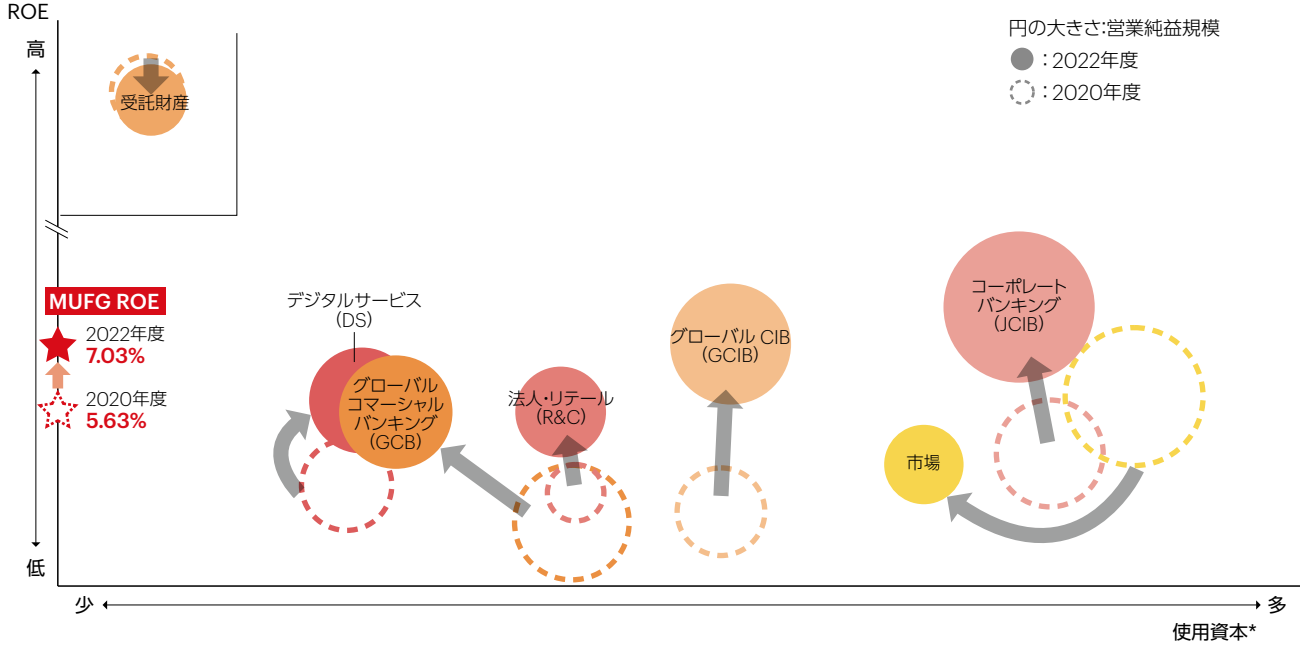 ROE
高
低
円の大きさ:営業純益規模
：2022年度
：2020年度
受託財産
MUFG ROE
2022年度
7.03%
2020年度
5.63%
デジタルサービス
(DS)
グローバル
コマーシャル
バンキング
(GCB)
法人・リテール
(R&C)
グローバル CIB
(GCIB)
コーポレート
バンキング
(JCIB)
市場
少
多
使用資本*